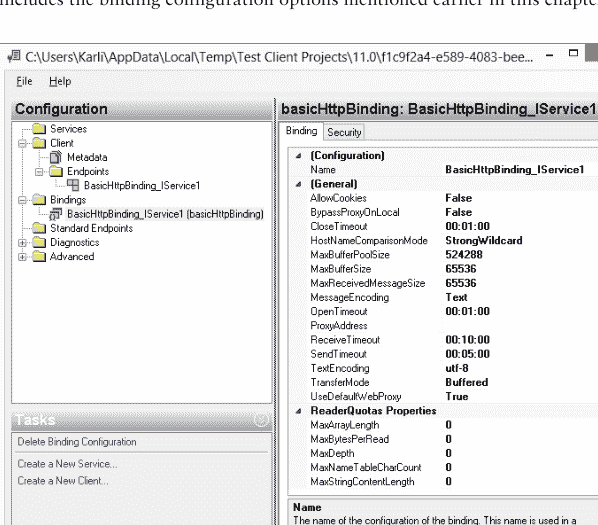 includes the binding configuration options mentioned earlier in this chapte
C:\Users\Karli\AppData\Local\Temp\Test Client Projects\11.0\f1c9f2a4-e589-4083-bee...
File Help
Configuration
Services
Client
Metadata
Endpoints
BasicHttpBinding_IService1
Bindings
BasicHttpBinding_IService1 (basicHttpBinding)
Standard Endpoints
Diagnostics
Advanced
Tasks
Delete Binding Configuration
Create a New Service...
Create a New Client...
basicHttpBinding: BasicHttpBinding_IService1
Binding Security
(Configuration)
Name BasicHttpBinding_IService1
(General)
AllowCookies False
BypassProxyOnLocal False
CloseTimeout 00:01:00
HostNameComparisonMode StrongWildcard
MaxBufferPoolSize 524288
MaxBufferSize 65536
MaxReceivedMessageSize 65536
MessageEncoding Text
OpenTimeout 00:01:00
ProxyAddress
ReceiveTimeout 00:10:00
SendTimeout 00:05:00
TextEncoding utf-8
TransferMode Buffered
UseDefaultWebProxy True
ReaderQuotas Properties
MaxArrayLength 0
MaxBytesPerRead 0
MaxDepth 0
MaxNameTableCharCount 0
MaxStringContentLength 0
Name
The name of the configuration of the binding. This name is used in a